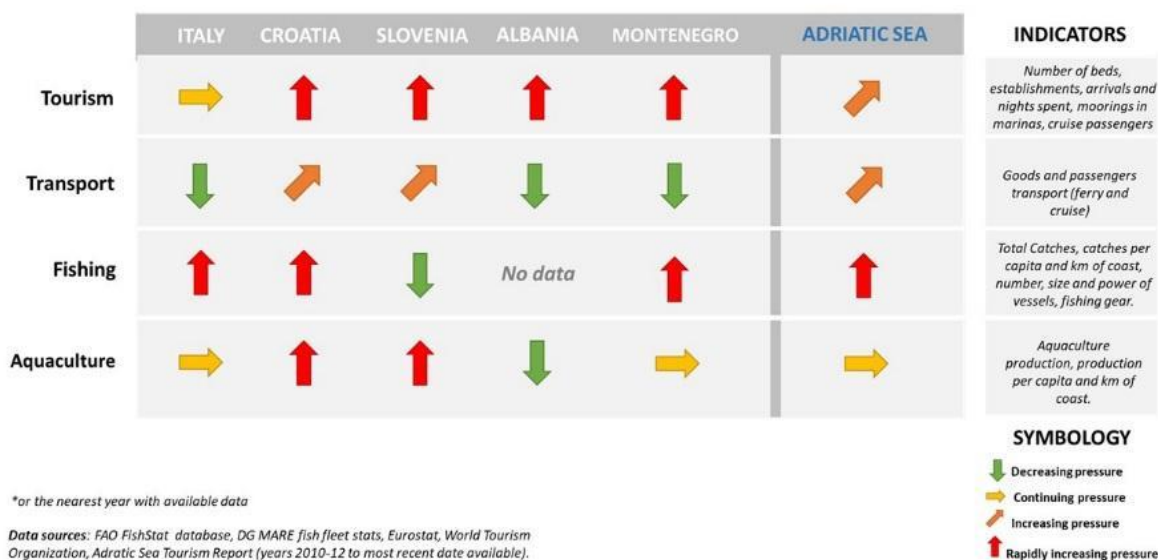 ITALY CROATIA SLOVENIA ALBANIA MONTENEGRO ADRIATIC SEA INDICATORS
Tourism
Number of beds,
establishments, arrivals and
nights spent, moorings in
marinas, cruise passengers
Transport
Goods and passengers
transport (ferry and
cruise)
Fishing
No data
Total Catches, catches per
capita and km of coast,
number, size and power of
vessels, fishing gear.
Aquaculture
Aquaculture
production, production
per capita and km of
coast.
SYMBOLOGY
Decreasing pressure
Continuing pressure
Increasing pressure
Rapidly increasing pressure
*or the nearest year with available data
Data sources: FAO FishStat database, DG MARE fish fleet stats, Eurostat, World Tourism
Organization, Adratic Sea Tourism Report (years 2010-12 to most recent date available).